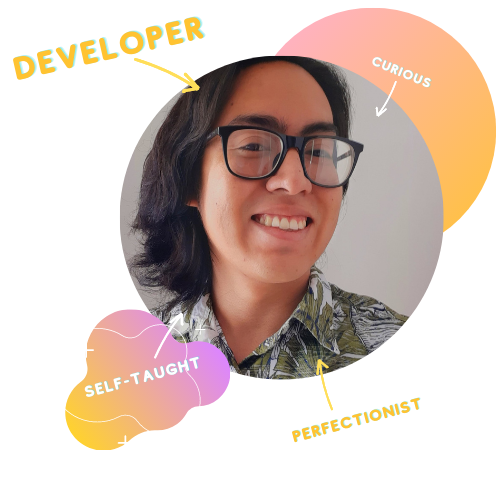 DEVELOPER
CURIOUS
SELF-TAUGHT
PERFECTIONIST